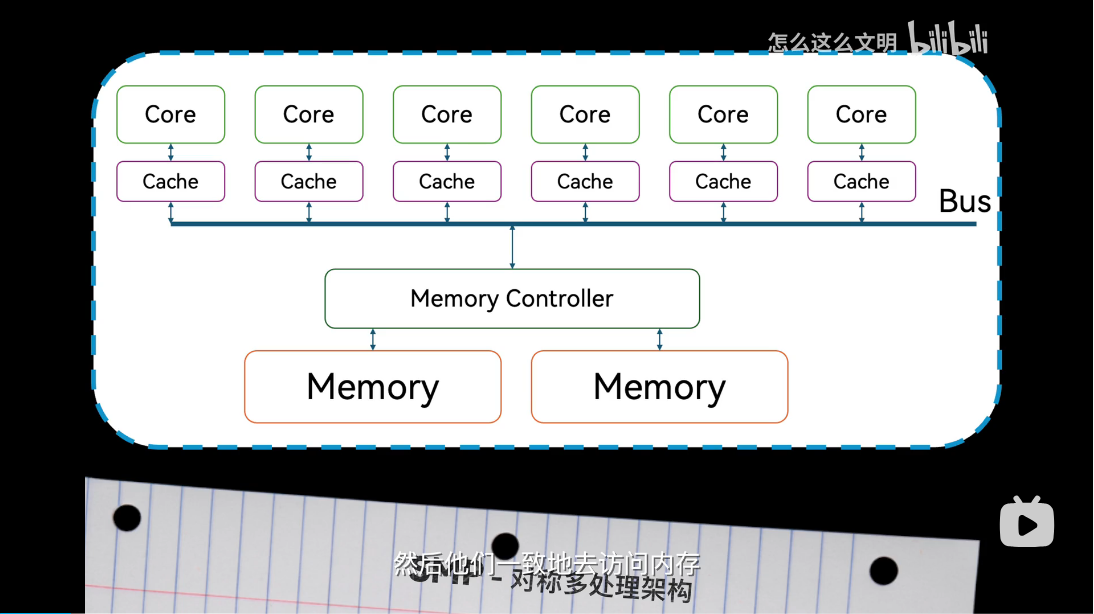 怎么这么文明 bilibili
Core Core Core Core Core Core
Cache Cache Cache Cache Cache Cache
Bus
Memory Controller
Memory Memory
然后他们一致地去访问内存
SMP - 对称多处理架构